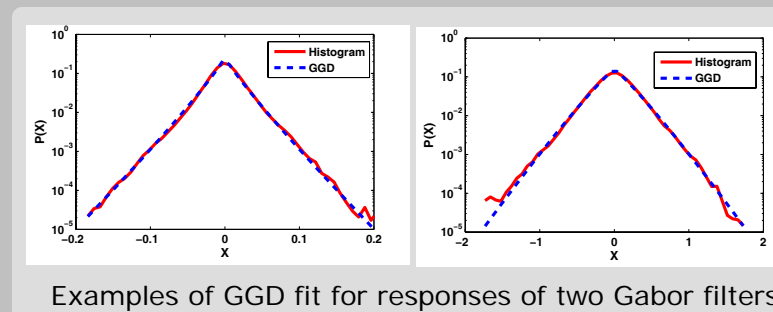 10^0
10^-1
10^-2
10^-3
10^-4
10^-5
P(X)
Histogram
GGD
−0.2 −0.1 0 0.1 0.2
X
10^0
10^-1
10^-2
10^-3
10^-4
10^-5
P(X)
Histogram
GGD
−2 −1 0 1 2
X
Examples of GGD fit for responses of two Gabor filters